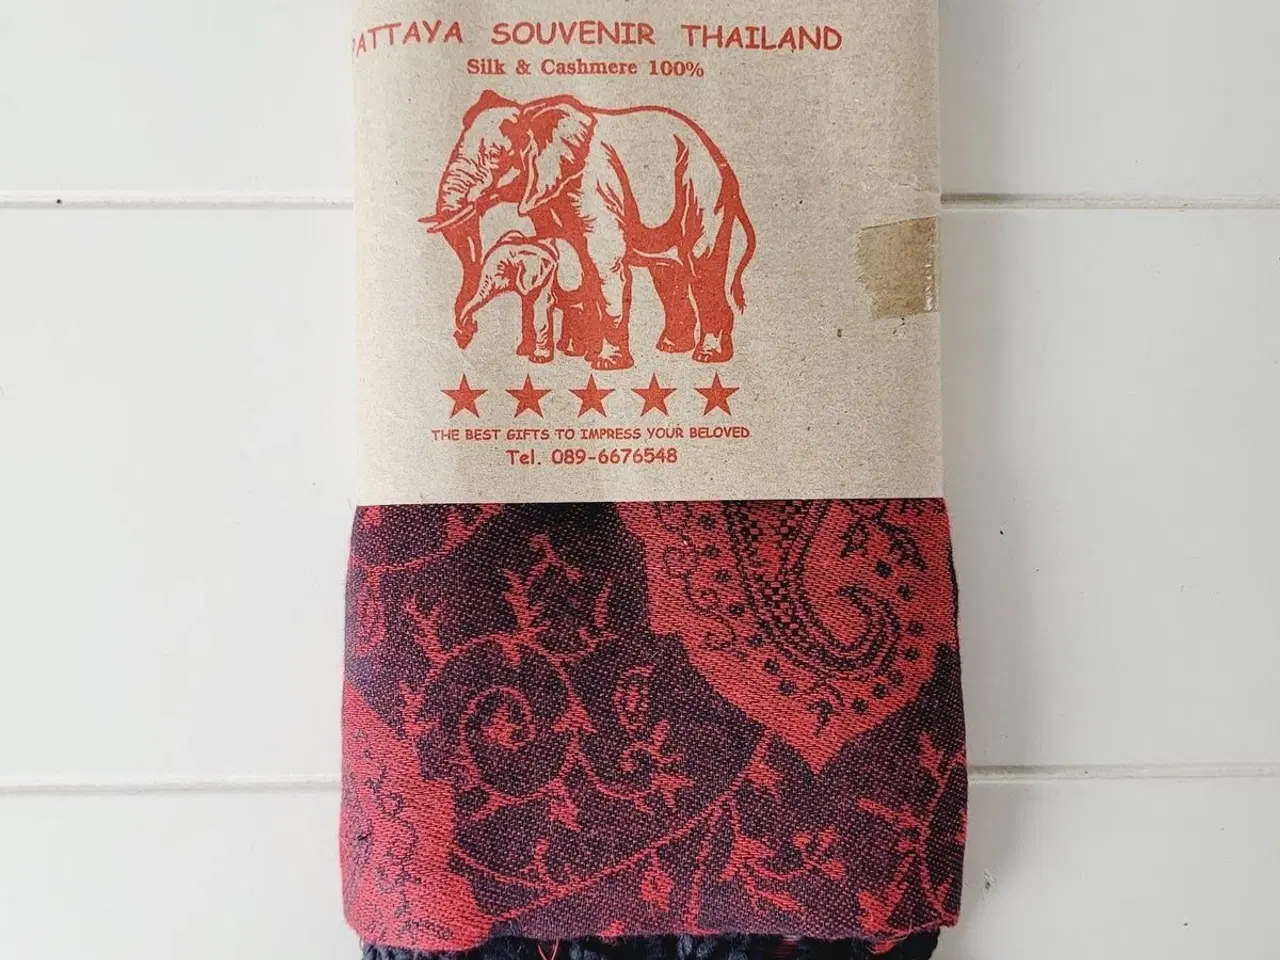 PATTAYA SOUVENIR THAILAND
Silk & Cashmere 100%
THE BEST GIFTS TO IMPRESS YOUR BELOVED
Tel. 089-6676548